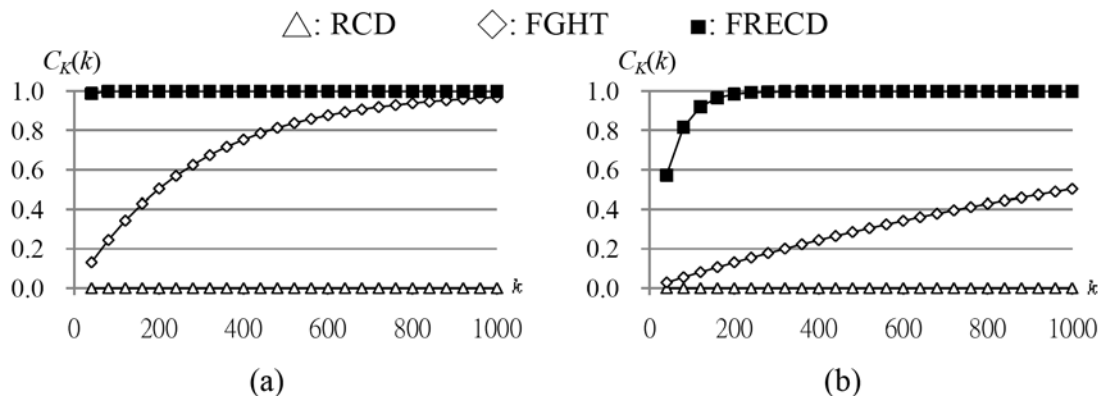 △: RCD ◇: FGHT ■: FRECD
C_K(k) C_K(k)
1.0 1.0
0.8 0.8
0.6 0.6
0.4 0.4
0.2 0.2
0.0 k 0.0 k
0 200 400 600 800 1000 0 200 400 600 800 1000
(a) (b)